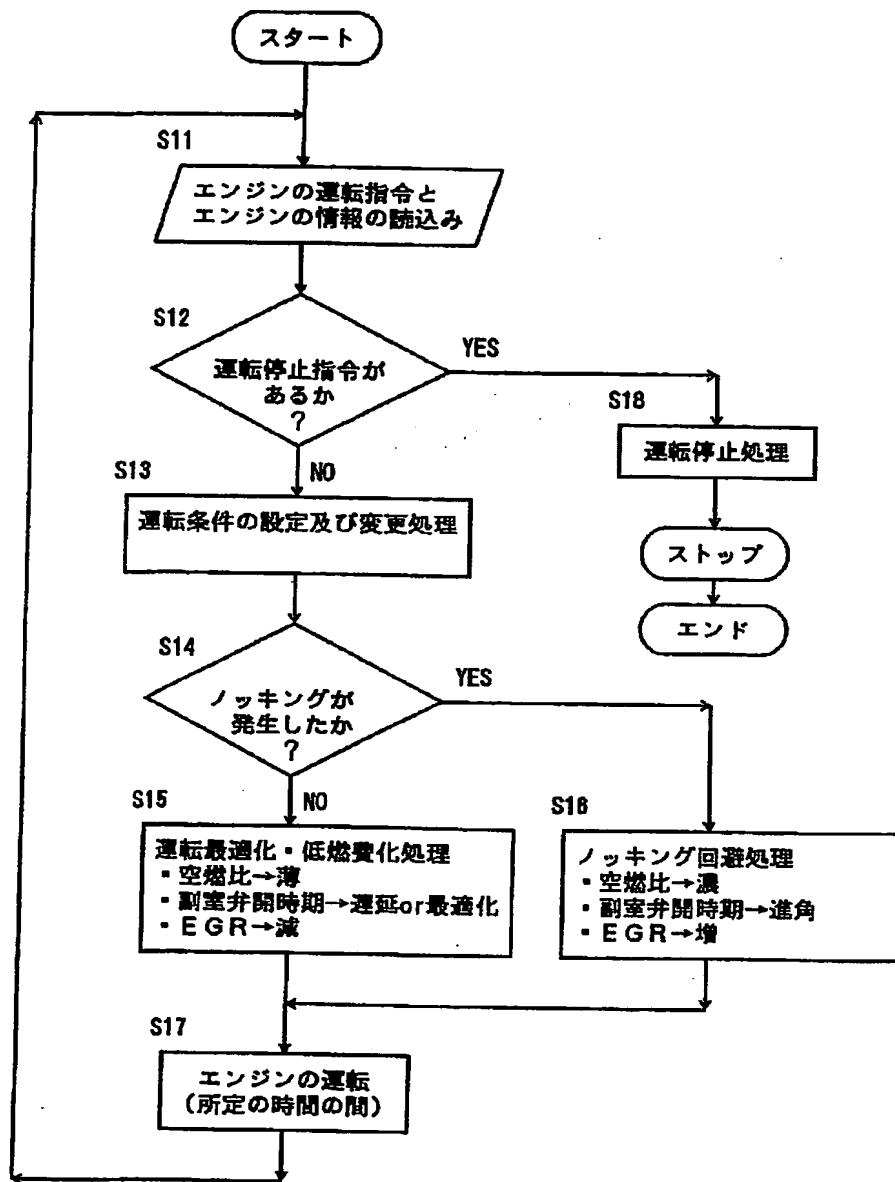 スタート
S11
エンジンの運転指令と
エンジンの情報の読込み
S12
運転停止指令が
あるか
?
YES
NO
S18
運転停止処理
ストップ
エンド
S13
運転条件の設定及び変更処理
S14
ノッキングが
発生したか
?
YES
NO
S15
運転最適化・低燃費化処理
・空燃比→薄
・副室弁開時期→遅延or最適化
・EGR→減
S16
ノッキング回避処理
・空燃比→濃
・副室弁開時期→進角
・EGR→増
S17
エンジンの運転
(所定の時間の間)